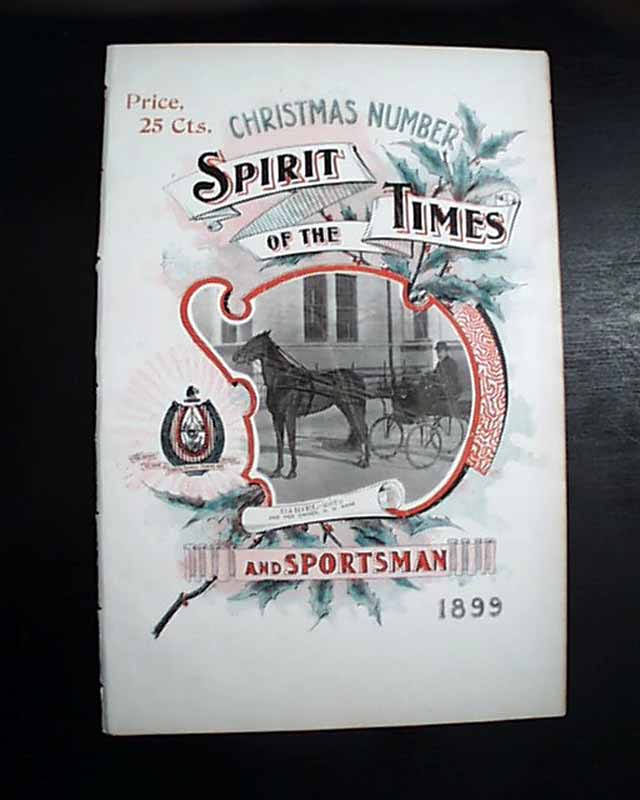 Price,
25 Cts.
CHRISTMAS NUMBER
SPIRIT
OF THE
TIMES
AND SPORTSMAN
1899